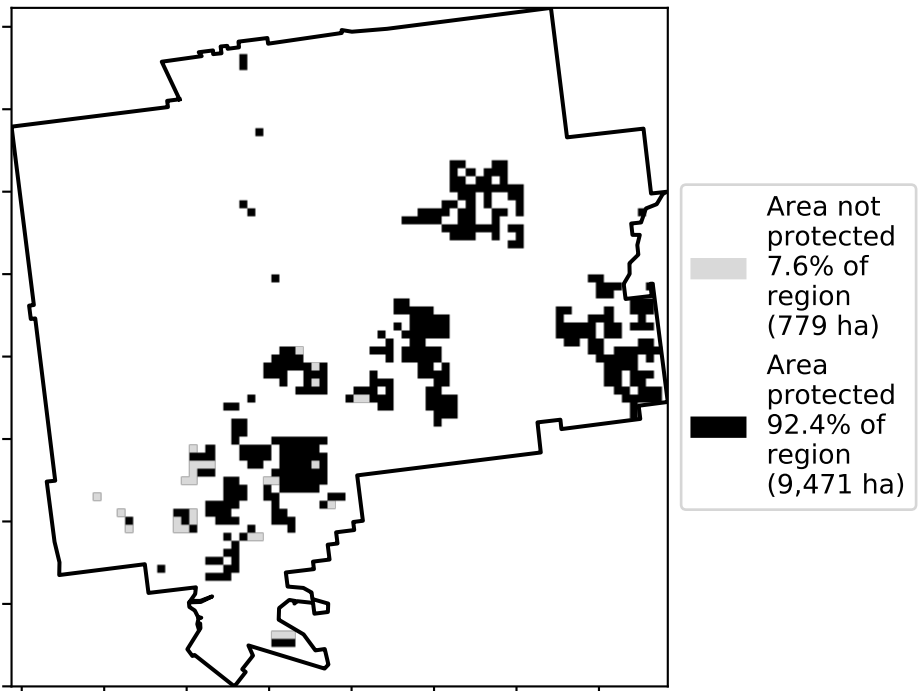 Area not
protected
7.6% of
region
(779 ha)
Area
protected
92.4% of
region
(9,471 ha)